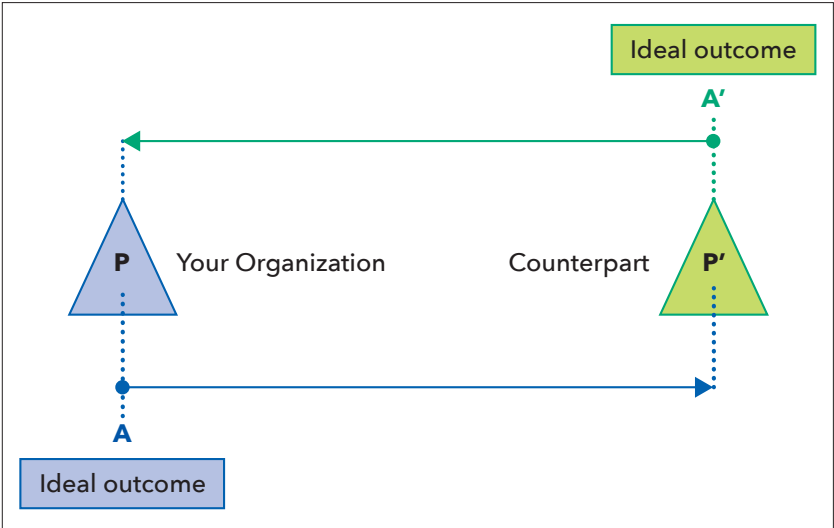 Ideal outcome
A′
P
Your Organization
Counterpart
P′
A
Ideal outcome